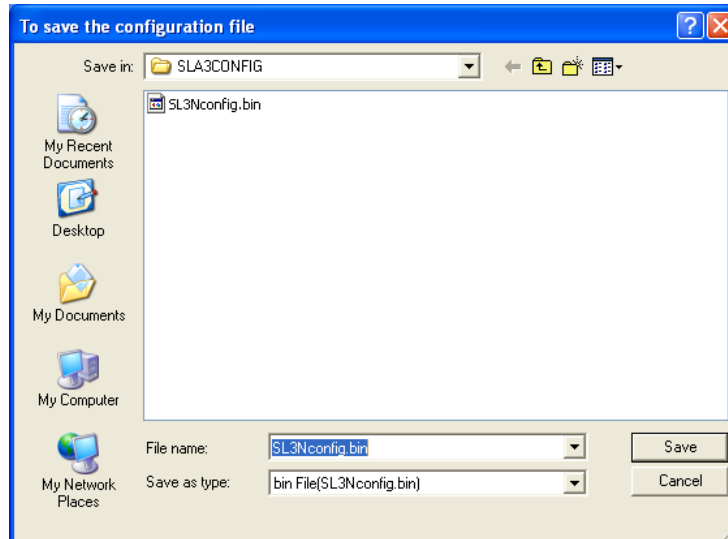 To save the configuration file
Save in: SLA3CONFIG
SL3Nconfig.bin
My Recent
Documents
Desktop
My Documents
My Computer
My Network
Places
File name: SL3Nconfig.bin Save
Save as type: bin File(SL3Nconfig.bin) Cancel